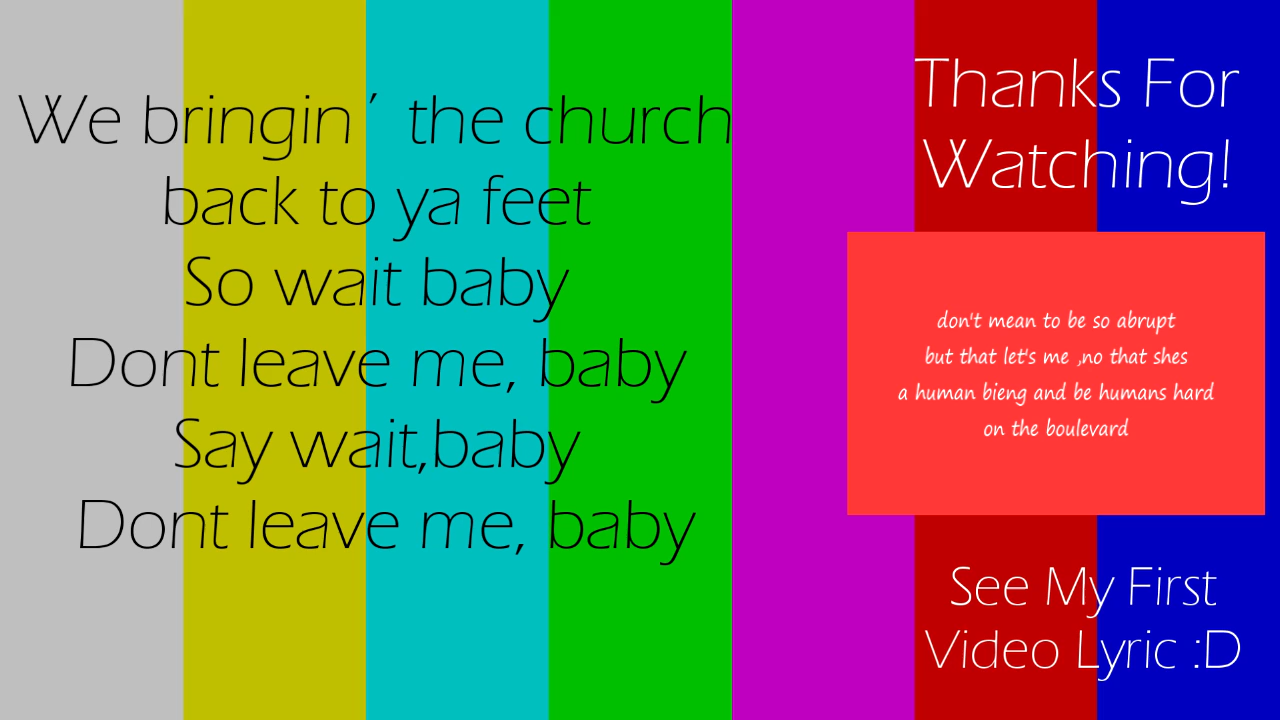 We bringin´ the church
back to ya feet
So wait baby
Dont leave me, baby
Say wait,baby
Dont leave me, baby
Thanks For
Watching!
don't mean to be so abrupt
but that let's me ,no that shes
a human bieng and be humans hard
on the boulevard
See My First
Video Lyric :D